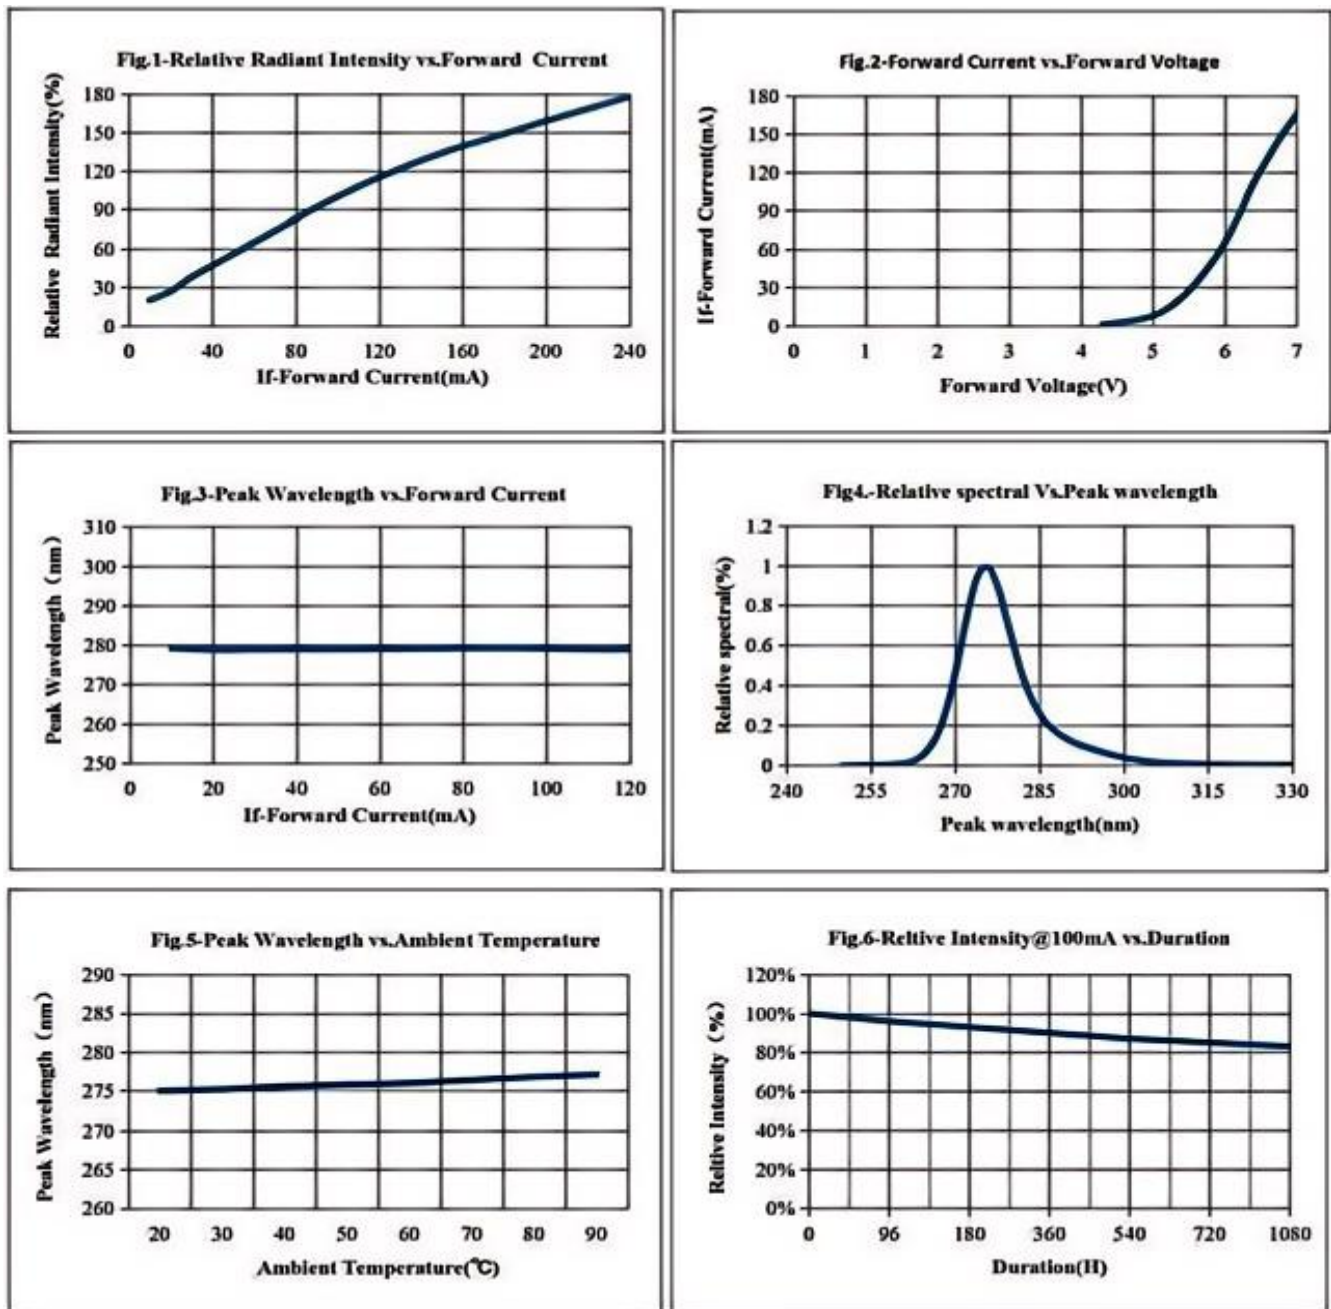 Fig.1-Relative Radiant Intensity vs.Forward Current
Relative Radiant Intensity(%)
180
150
120
90
60
30
0
0 40 80 120 160 200 240
If-Forward Current(mA)
Fig.2-Forward Current vs.Forward Voltage
If-Forward Current(mA)
180
150
120
90
60
30
0
0 1 2 3 4 5 6 7
Forward Voltage(V)
Fig.3-Peak Wavelength vs.Forward Current
Peak Wavelength（nm）
310
300
290
280
270
260
250
0 20 40 60 80 100 120
If-Forward Current(mA)
Fig4.-Relative spectral Vs.Peak wavelength
Relative spectral(%)
1.2
1
0.8
0.6
0.4
0.2
0
240 255 270 285 300 315 330
Peak wavelength(nm)
Fig.5-Peak Wavelength vs.Ambient Temperature
Peak Wavelength（nm）
290
285
280
275
270
265
260
20 30 40 50 60 70 80 90
Ambient Temperature(℃)
Fig.6-Reltive Intensity@100mA vs.Duration
Reltive Intensity（%）
120%
100%
80%
60%
40%
20%
0%
0 96 180 360 540 720 1080
Duration(H)